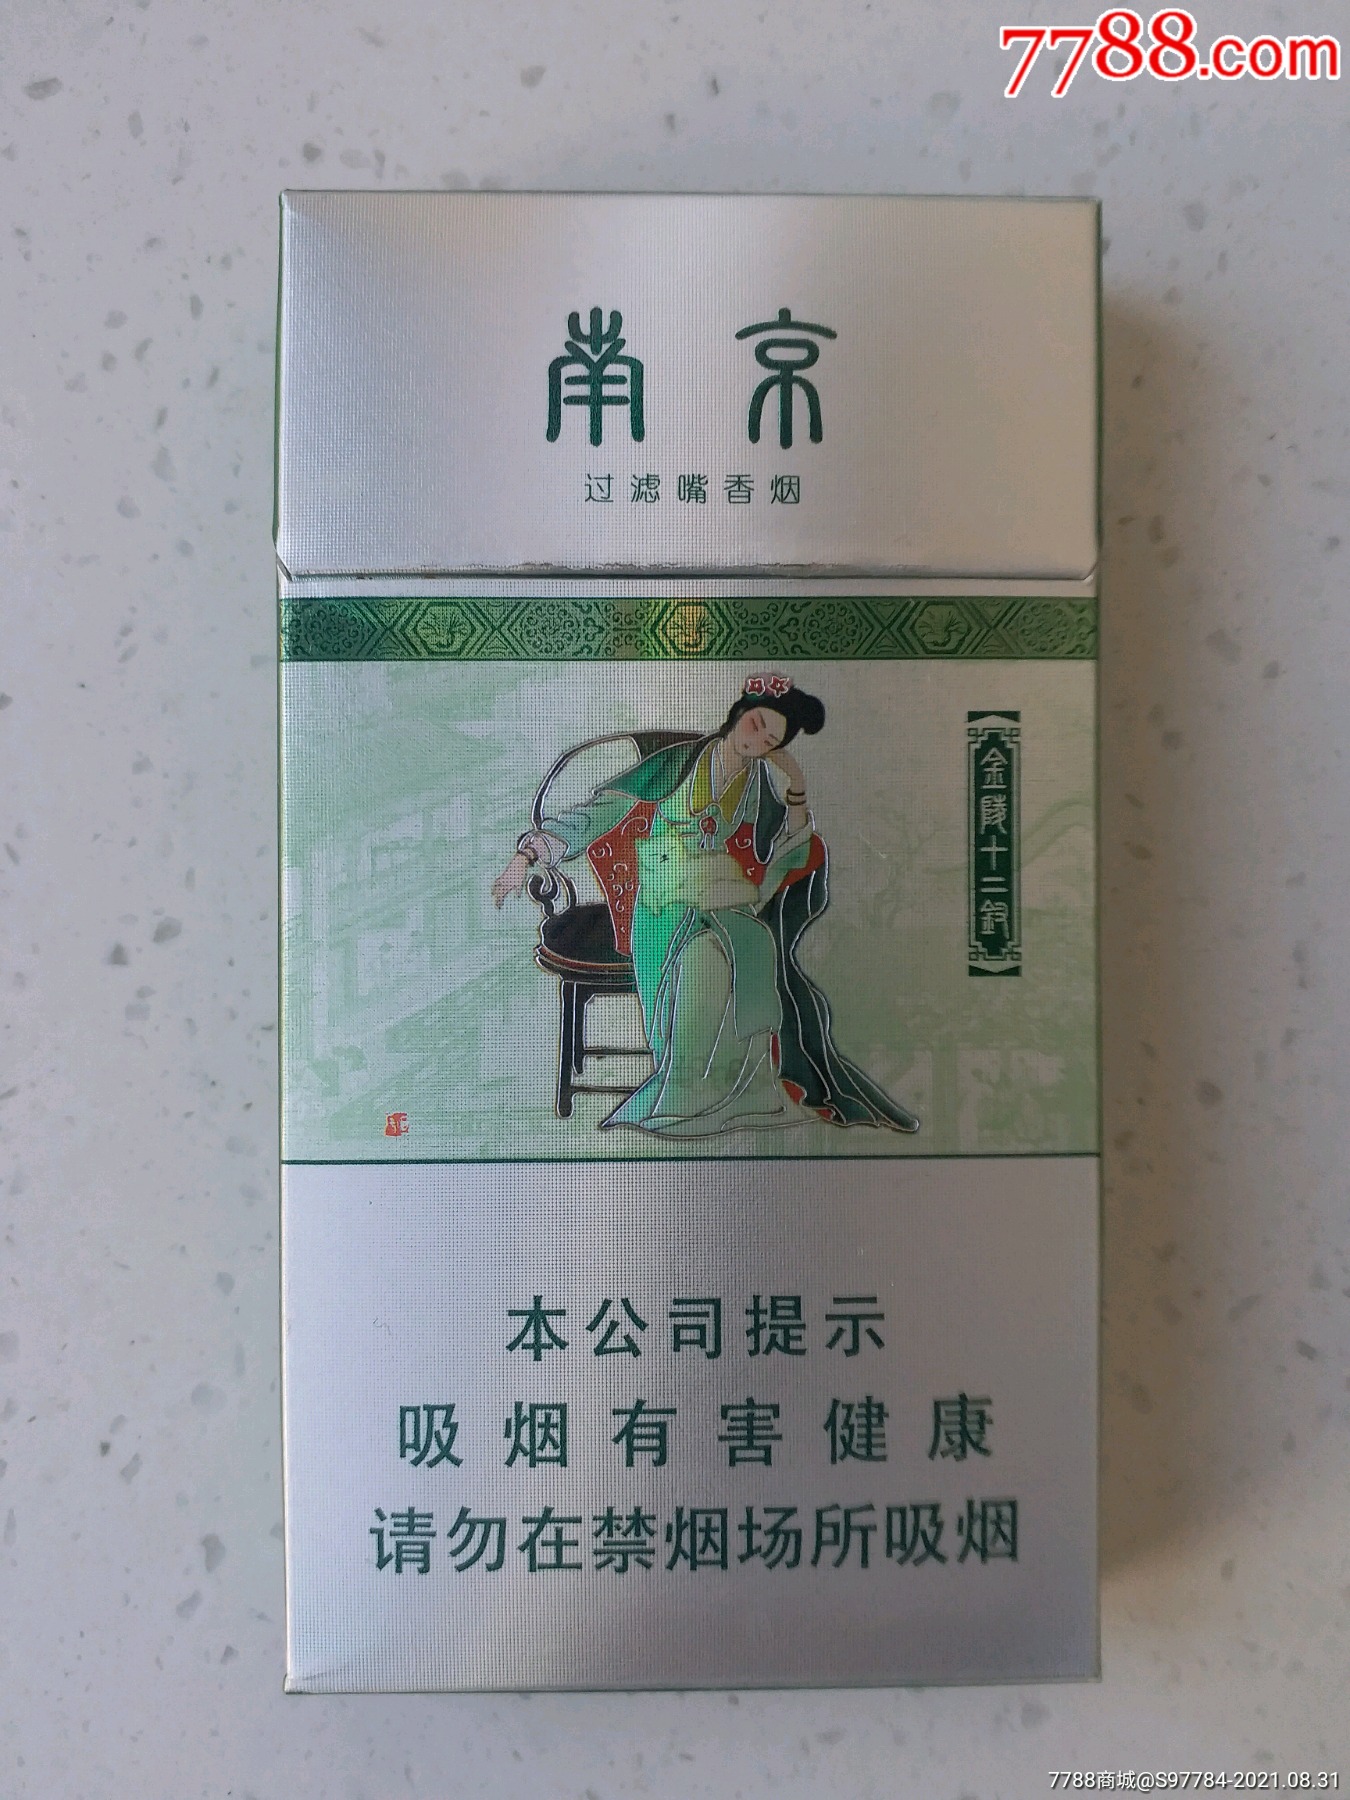 7788.com
南京
过滤嘴香烟
金陵十二钗
本公司提示
吸烟有害健康
请勿在禁烟场所吸烟
7788商城@S97784-2021.08.31